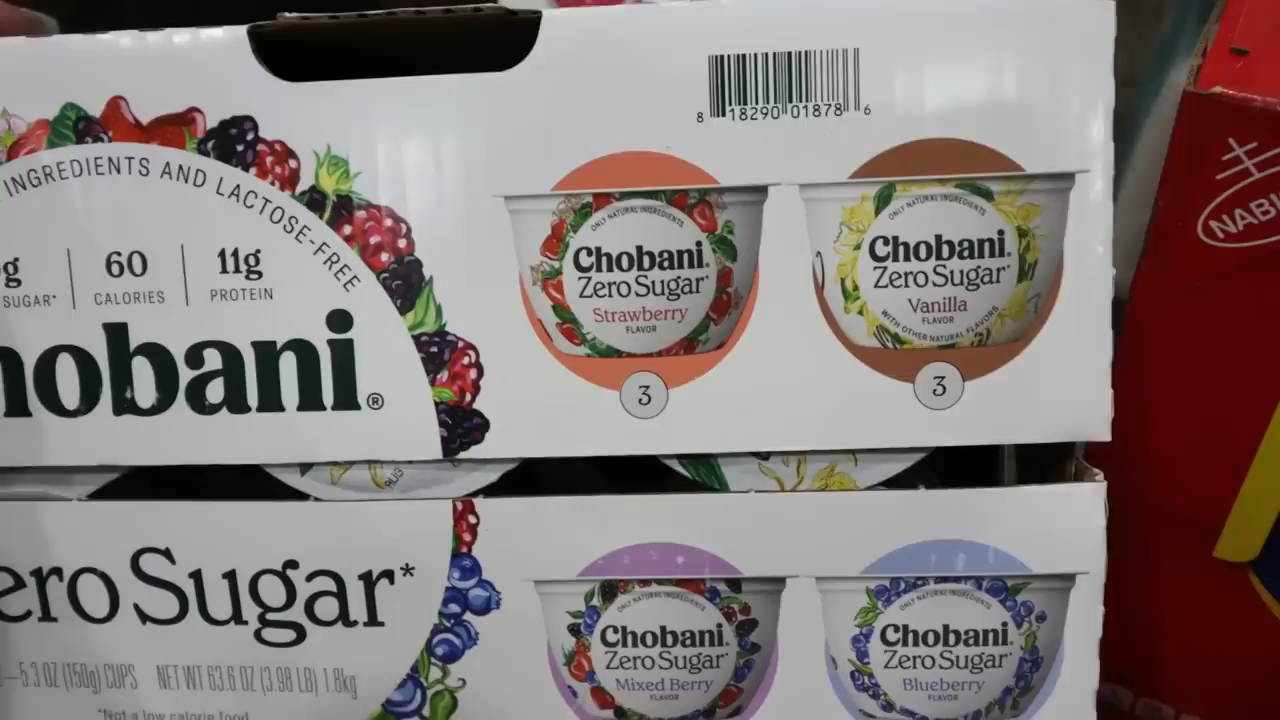 INGREDIENTS AND LACTOSE-FREE
g
SUGAR*
60
CALORIES
11g
PROTEIN
hobani®
8 18290 01878 6
ONLY NATURAL INGREDIENTS
Chobani®
Zero Sugar*
Strawberry
FLAVOR
3
ONLY NATURAL INGREDIENTS
Chobani®
Zero Sugar*
Vanilla
FLAVOR
WITH OTHER NATURAL FLAVORS
3
NABI
ero Sugar*
5.3 OZ (150g) CUPS NET WT 63.6 OZ (3.98 LB) 1.8kg
*Not a low calorie food
ONLY NATURAL INGREDIENTS
Chobani®
Zero Sugar*
Mixed Berry
FLAVOR
ONLY NATURAL INGREDIENTS
Chobani®
Zero Sugar*
Blueberry
FLAVOR